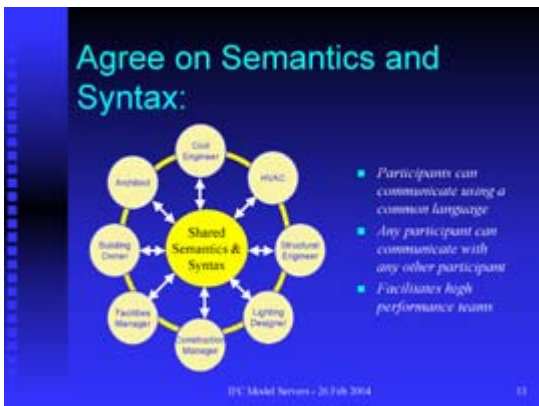 Agree on Semantics and
Syntax:
Civil
Engineer
Architect
HVAC
Building
Owner
Shared
Semantics &
Syntax
Structural
Engineer
Facilities
Manager
Lighting
Designer
Construction
Manager
Participants can
communicate using a
common language
Any participant can
communicate with
any other participant
Facilitates high
performance teams
IFC Model Servers - 26 Feb 2004